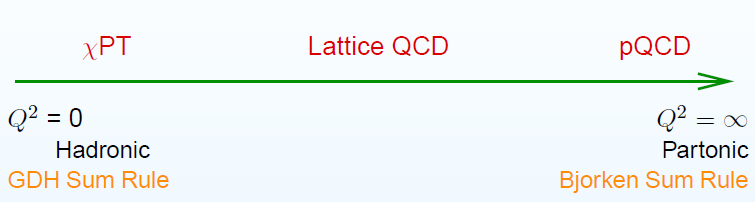 χPT Lattice QCD pQCD
Q² = 0 Q² = ∞
Hadronic Partonic
GDH Sum Rule Bjorken Sum Rule